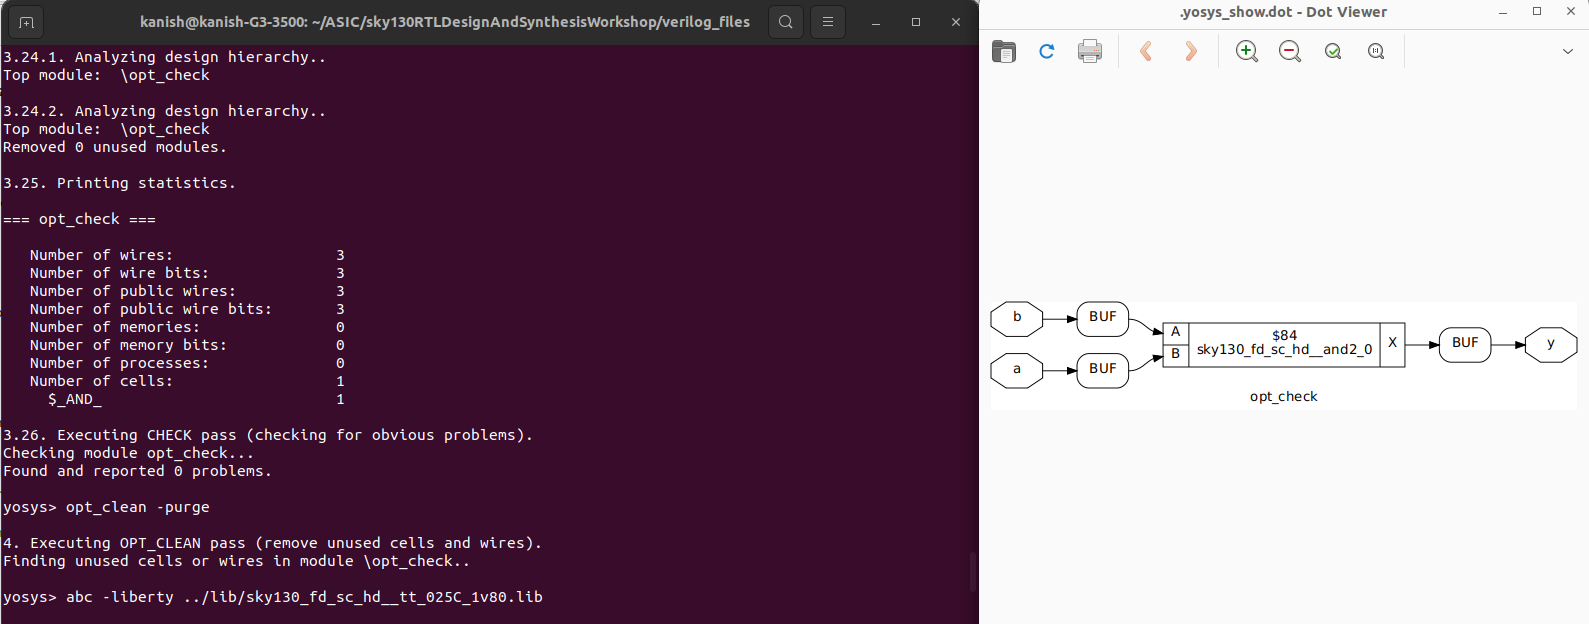 kanish@kanish-G3-3500: ~/ASIC/sky130RTLDesignAndSynthesisWorkshop/verilog_files
3.24.1. Analyzing design hierarchy..
Top module:  \opt_check
3.24.2. Analyzing design hierarchy..
Top module:  \opt_check
Removed 0 unused modules.
3.25. Printing statistics.
=== opt_check ===
Number of wires: 3
Number of wire bits: 3
Number of public wires: 3
Number of public wire bits: 3
Number of memories: 0
Number of memory bits: 0
Number of processes: 0
Number of cells: 1
$_AND_ 1
3.26. Executing CHECK pass (checking for obvious problems).
Checking module opt_check...
Found and reported 0 problems.
yosys> opt_clean -purge
4. Executing OPT_CLEAN pass (remove unused cells and wires).
Finding unused cells or wires in module \opt_check..
yosys> abc -liberty ../lib/sky130_fd_sc_hd__tt_025C_1v80.lib
.yosys_show.dot - Dot Viewer
b
BUF
A
$84
sky130_fd_sc_hd__and2_0
X
BUF
y
B
a
BUF
opt_check